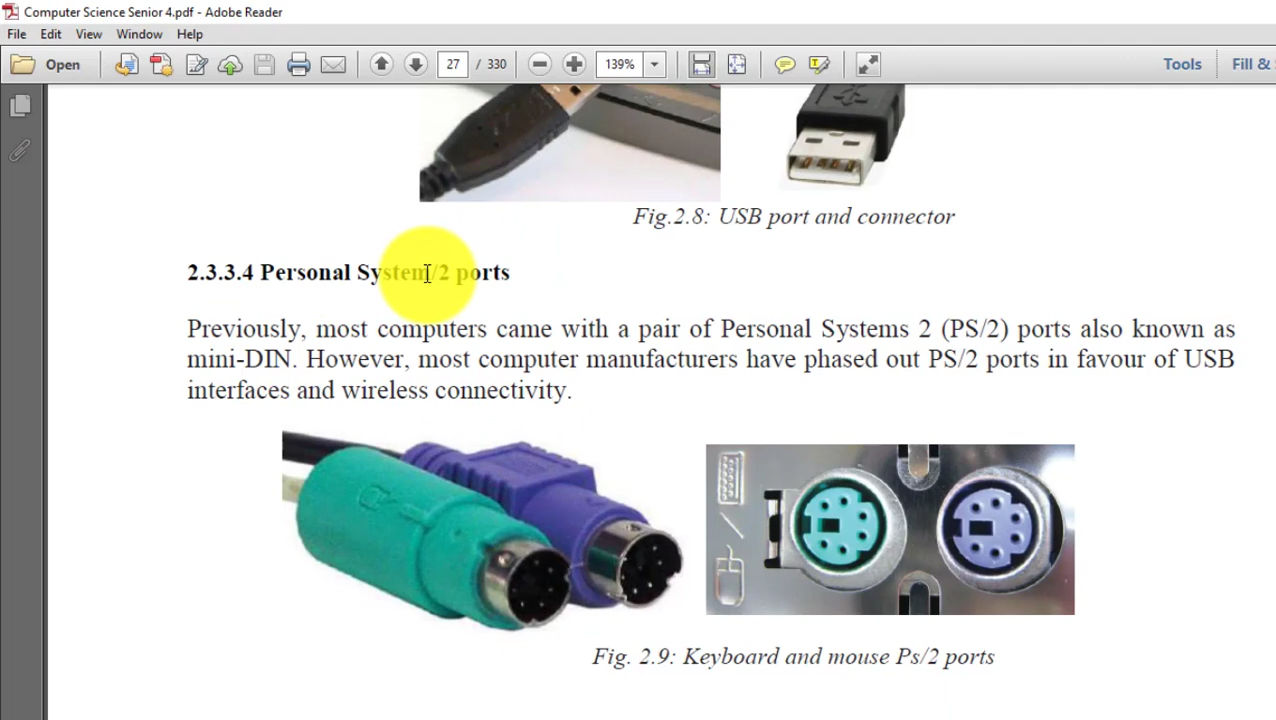 Computer Science Senior 4.pdf - Adobe Reader
File Edit View Window Help
Open 27 / 330 139% Tools Fill &
Fig.2.8: USB port and connector
2.3.3.4 Personal System/2 ports
Previously, most computers came with a pair of Personal Systems 2 (PS/2) ports also known as
mini-DIN. However, most computer manufacturers have phased out PS/2 ports in favour of USB
interfaces and wireless connectivity.
Fig. 2.9: Keyboard and mouse Ps/2 ports